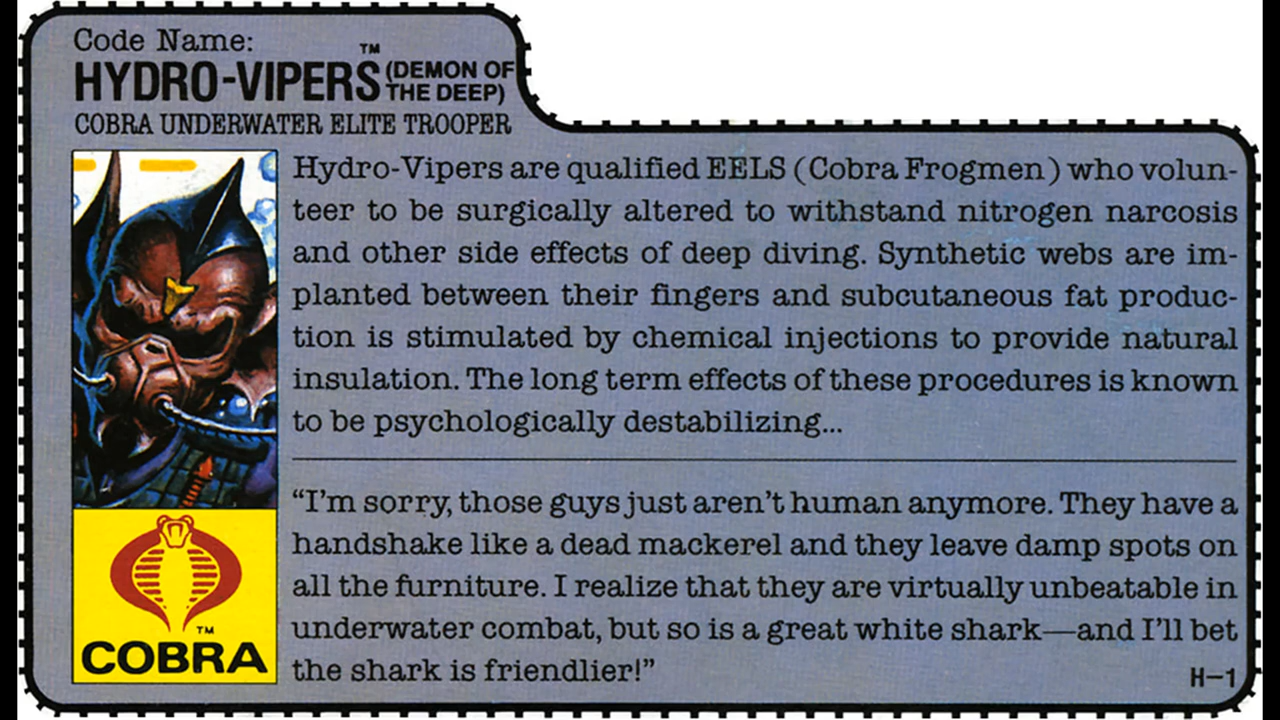 Code Name:
HYDRO-VIPERS™ (DEMON OF THE DEEP)
COBRA UNDERWATER ELITE TROOPER
Hydro-Vipers are qualified EELS (Cobra Frogmen) who volun-
teer to be surgically altered to withstand nitrogen narcosis
and other side effects of deep diving. Synthetic webs are im-
planted between their fingers and subcutaneous fat produc-
tion is stimulated by chemical injections to provide natural
insulation. The long term effects of these procedures is known
to be psychologically destabilizing...
“I’m sorry, those guys just aren’t human anymore. They have a
handshake like a dead mackerel and they leave damp spots on
all the furniture. I realize that they are virtually unbeatable in
underwater combat, but so is a great white shark—and I’ll bet
the shark is friendlier!”
™
COBRA
H-1